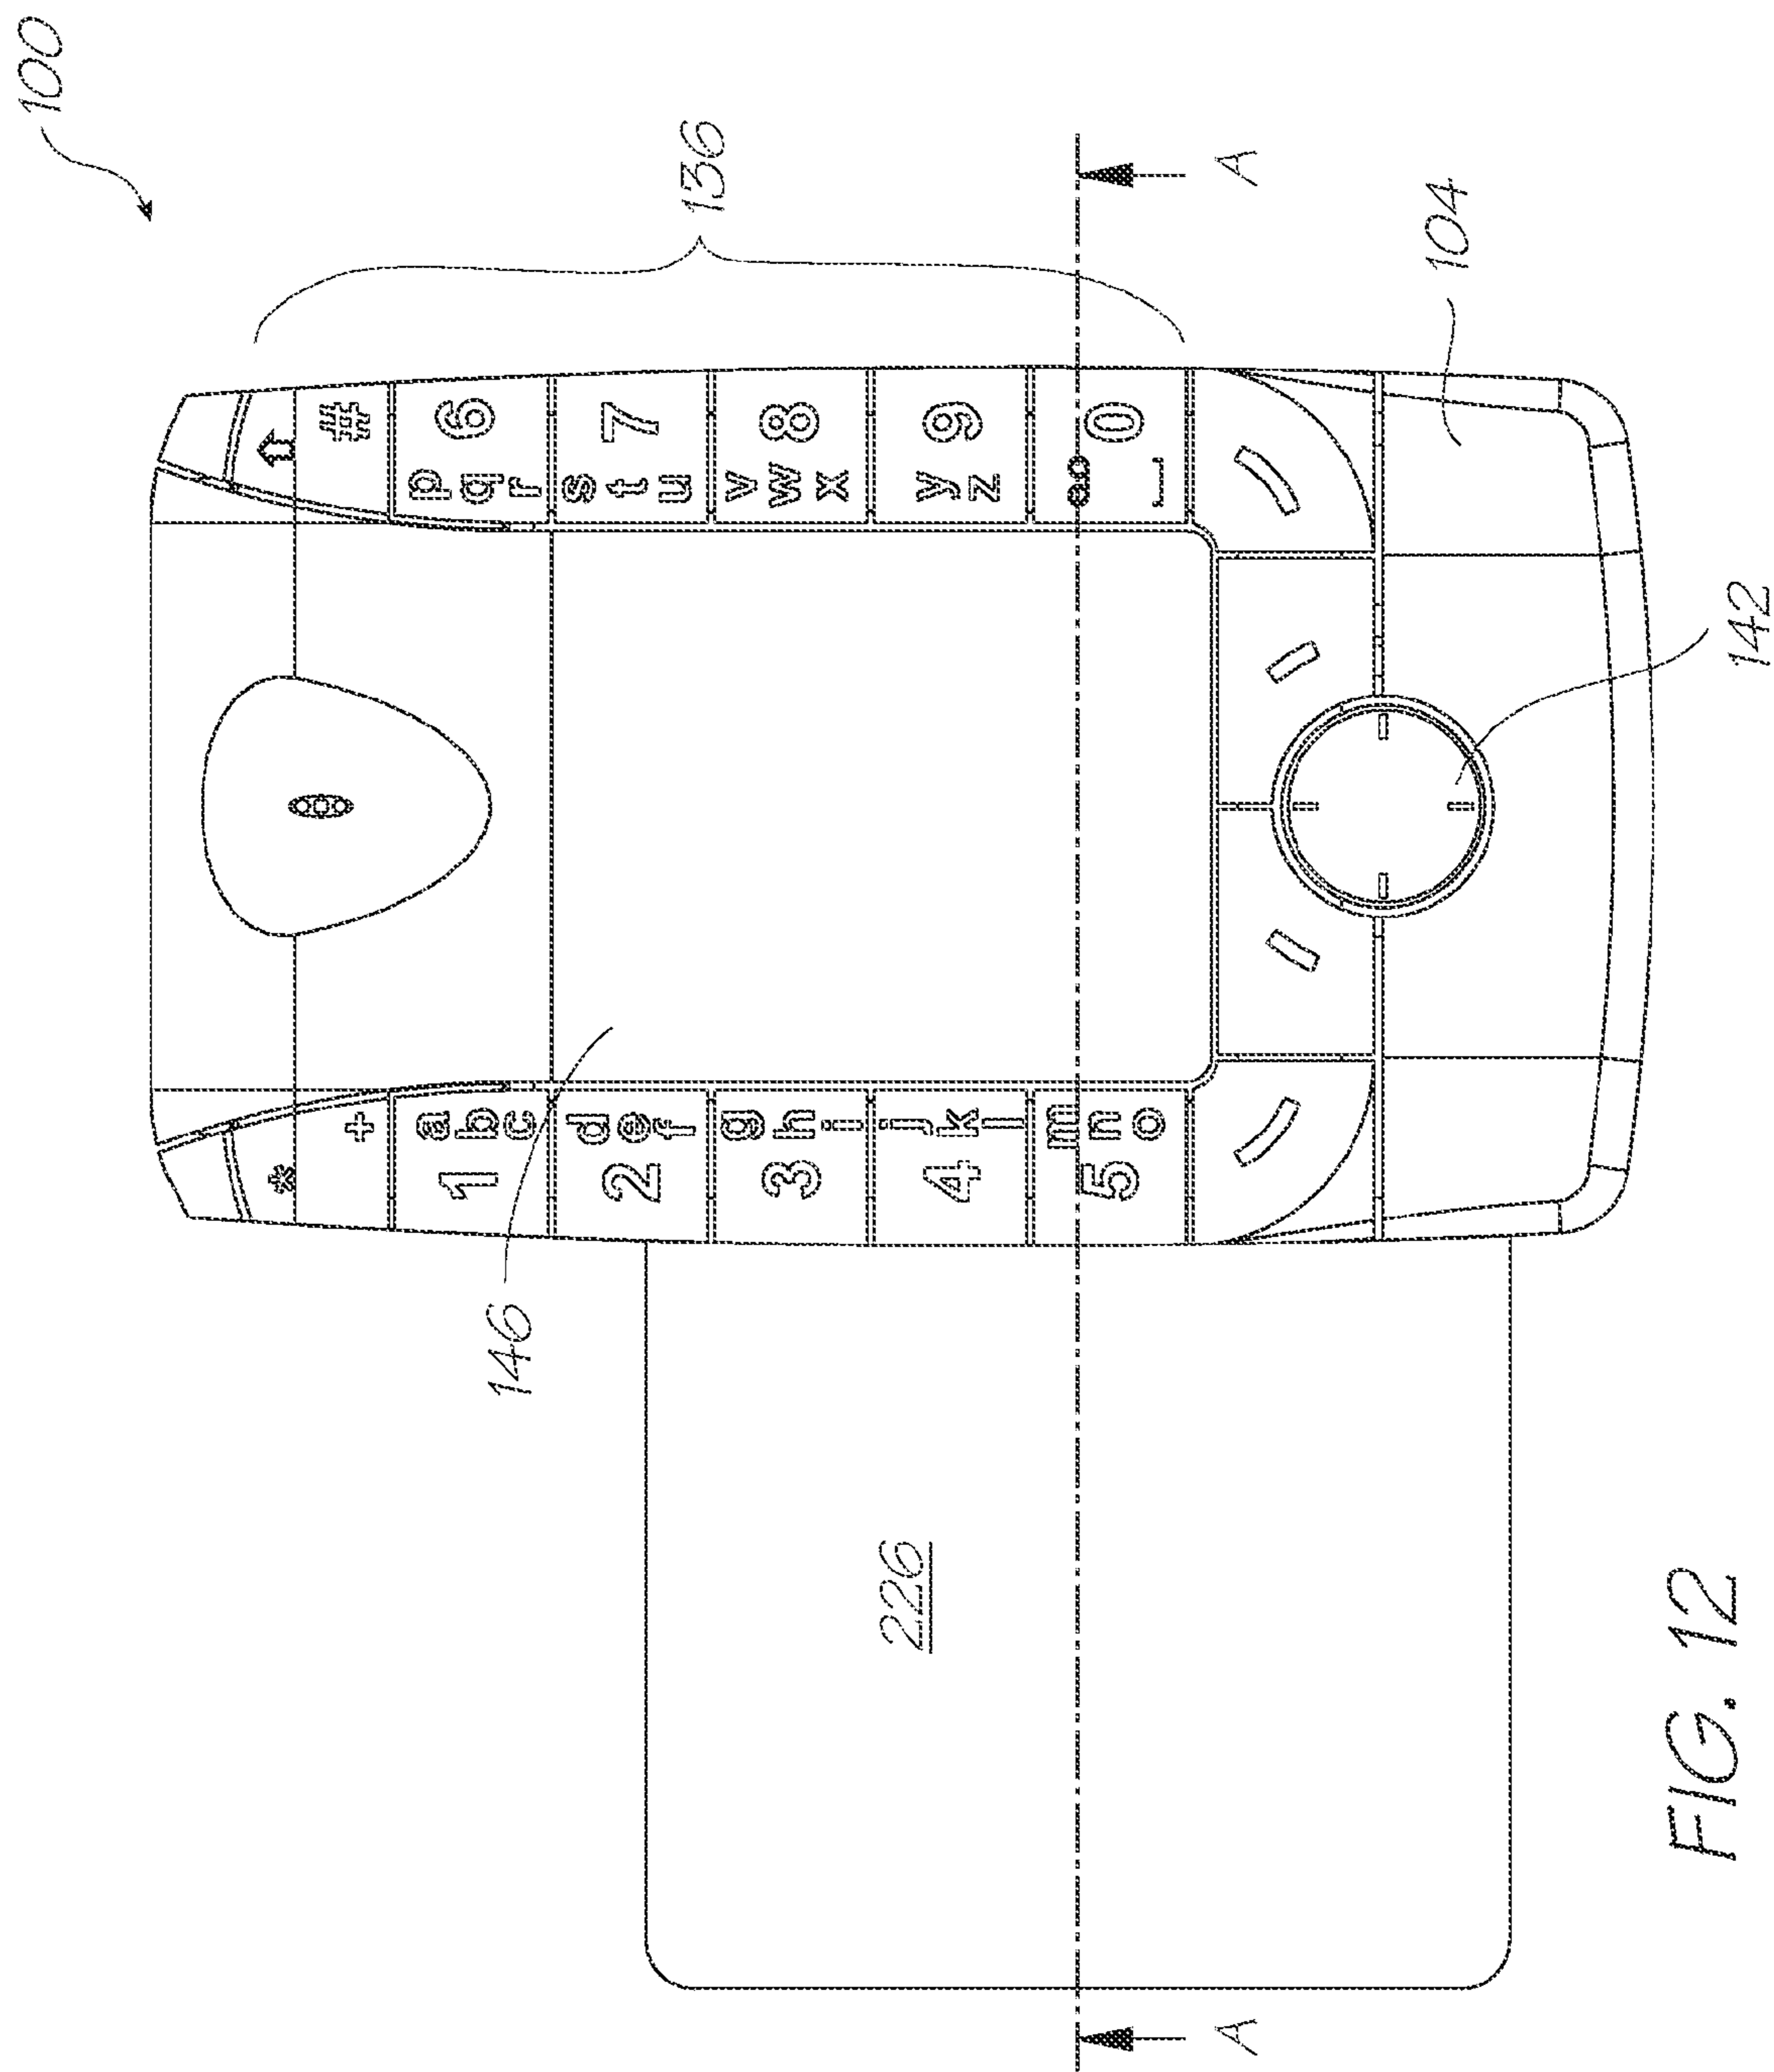 100
136
A
104
142
146
226
A
*
+
#
1 a b c
2 d e f
3 g h i
4 j k l
5 m n o
p q r 6
s t u 7
v w x 8
y z 9
0
FIG. 12